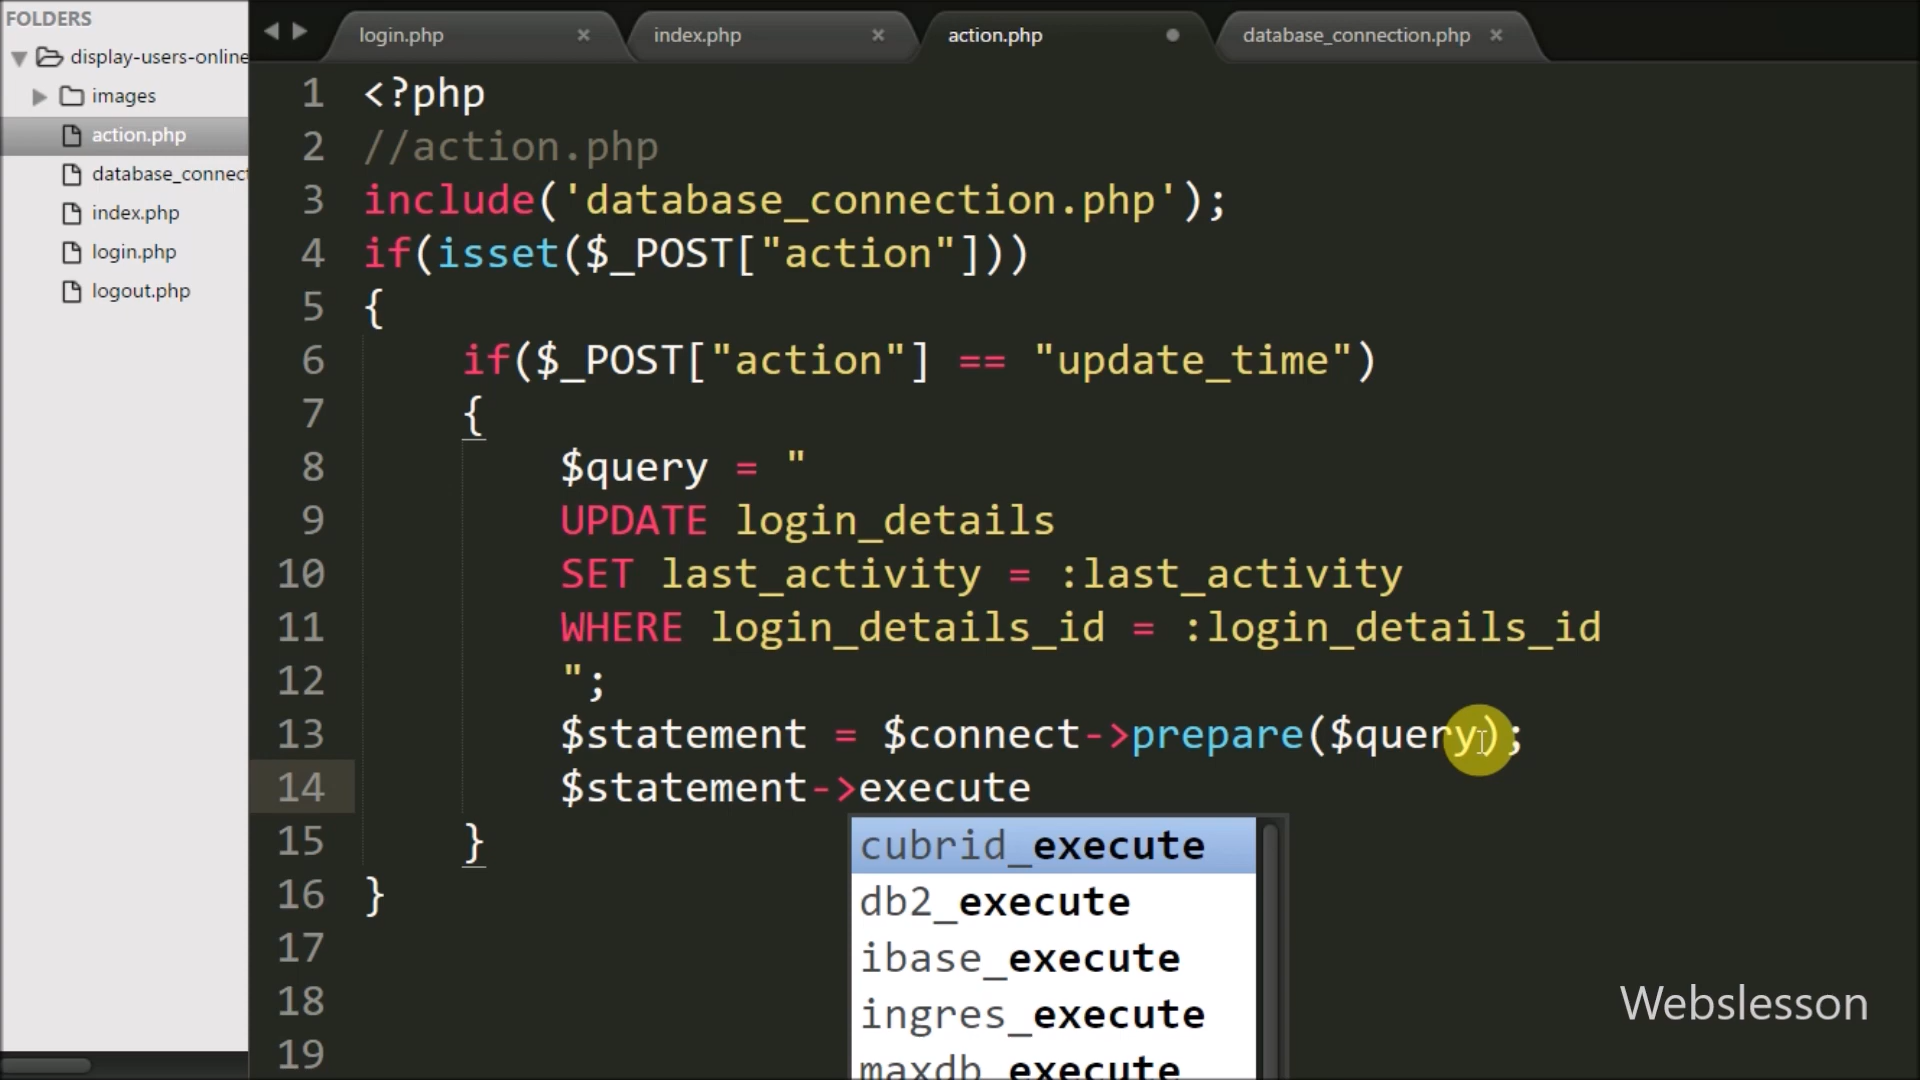 FOLDERS
display-users-online
images
action.php
database_connect
index.php
login.php
logout.php
login.php
index.php
action.php
database_connection.php
1 <?php
2 //action.php
3 include('database_connection.php');
4 if(isset($_POST["action"]))
5 {
6 if($_POST["action"] == "update_time")
7 {
8 $query = "
9 UPDATE login_details
10 SET last_activity = :last_activity
11 WHERE login_details_id = :login_details_id
12 ";
13 $statement = $connect->prepare($query);
14 $statement->execute
15 }
16 }
17
18
19
cubrid_execute
db2_execute
ibase_execute
ingres_execute
maxdb_execute
Webslesson